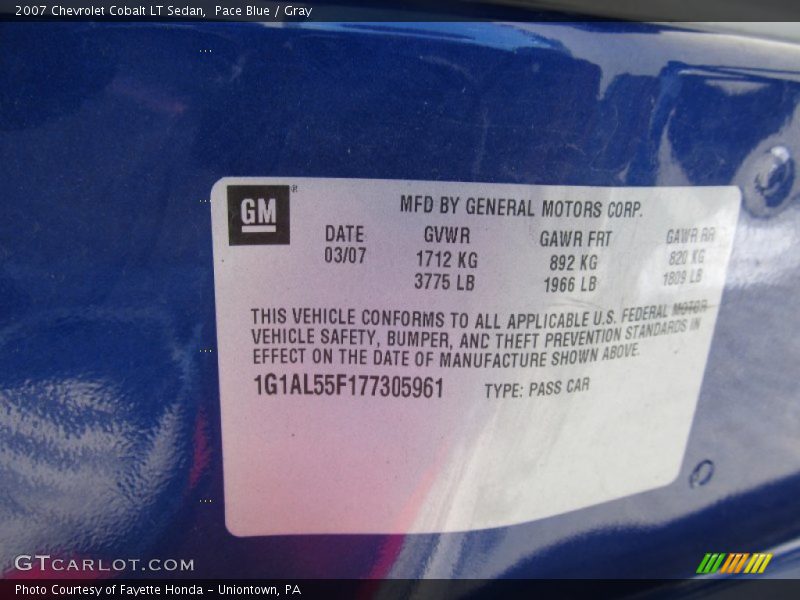 2007 Chevrolet Cobalt LT Sedan, Pace Blue / Gray
GM ®
MFD BY GENERAL MOTORS CORP.
DATE GVWR GAWR FRT GAWR RR
03/07 1712 KG 892 KG 820 KG
3775 LB 1966 LB 1809 LB
THIS VEHICLE CONFORMS TO ALL APPLICABLE U.S. FEDERAL MOTOR
VEHICLE SAFETY, BUMPER, AND THEFT PREVENTION STANDARDS IN
EFFECT ON THE DATE OF MANUFACTURE SHOWN ABOVE.
1G1AL55F177305961 TYPE: PASS CAR
GTCARLOT.COM
Photo Courtesy of Fayette Honda - Uniontown, PA